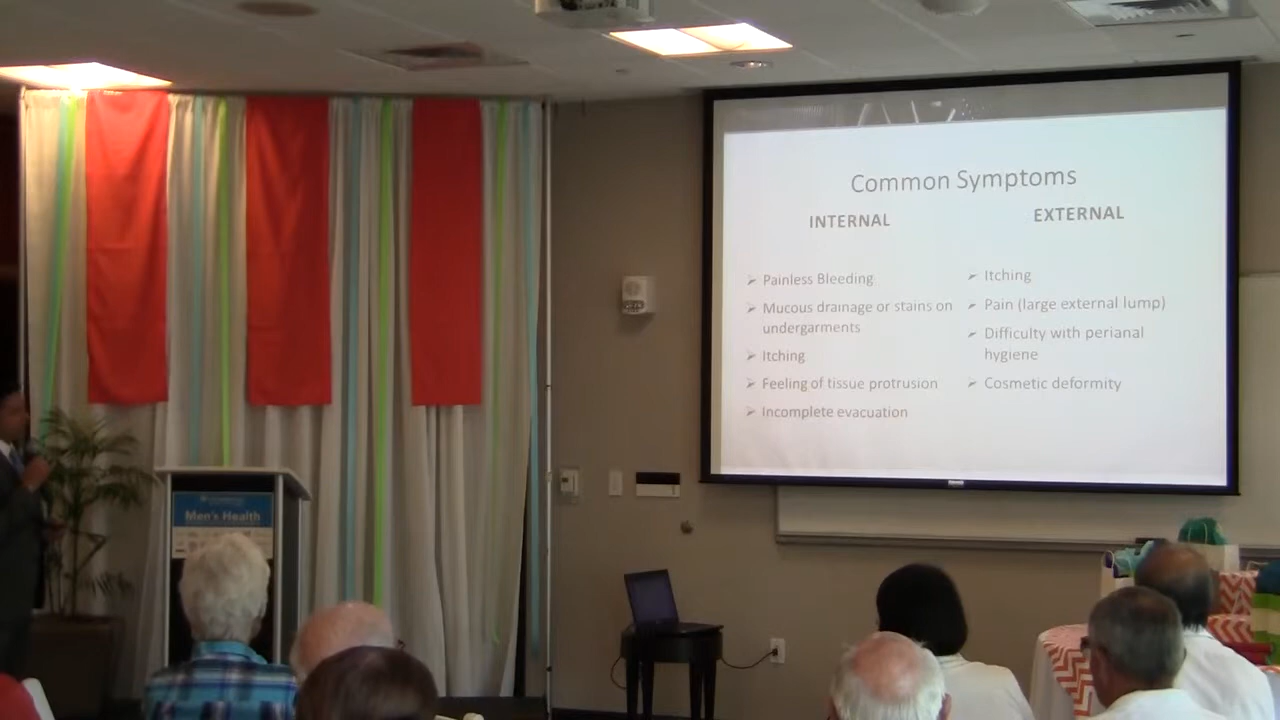 Common Symptoms
INTERNAL
Painless Bleeding
Mucous drainage or stains on
undergarments
Itching
Feeling of tissue protrusion
Incomplete evacuation
EXTERNAL
Itching
Pain (large external lump)
Difficulty with perianal
hygiene
Cosmetic deformity
Men's Health